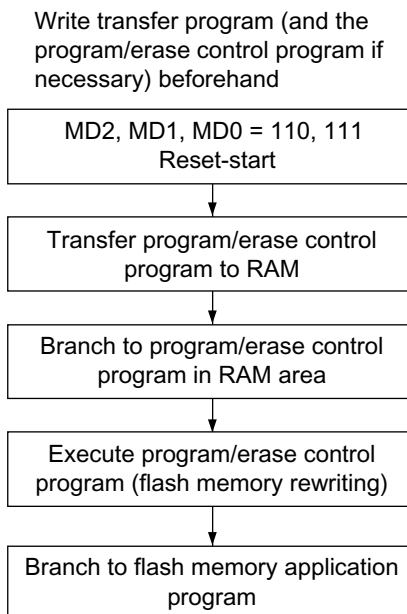 Write transfer program (and the
program/erase control program if
necessary) beforehand
MD2, MD1, MD0 = 110, 111
Reset-start
Transfer program/erase control
program to RAM
Branch to program/erase control
program in RAM area
Execute program/erase control
program (flash memory rewriting)
Branch to flash memory application
program